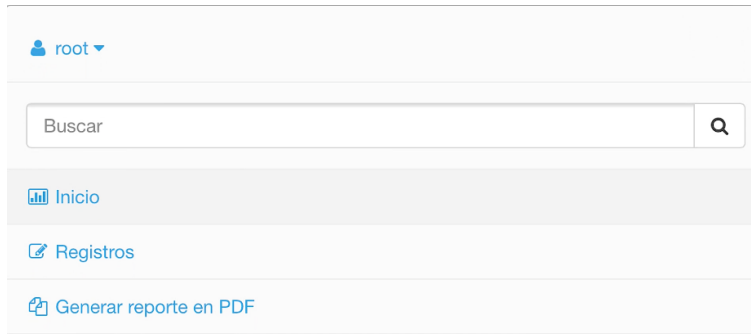 root
Buscar
Inicio
Registros
Generar reporte en PDF